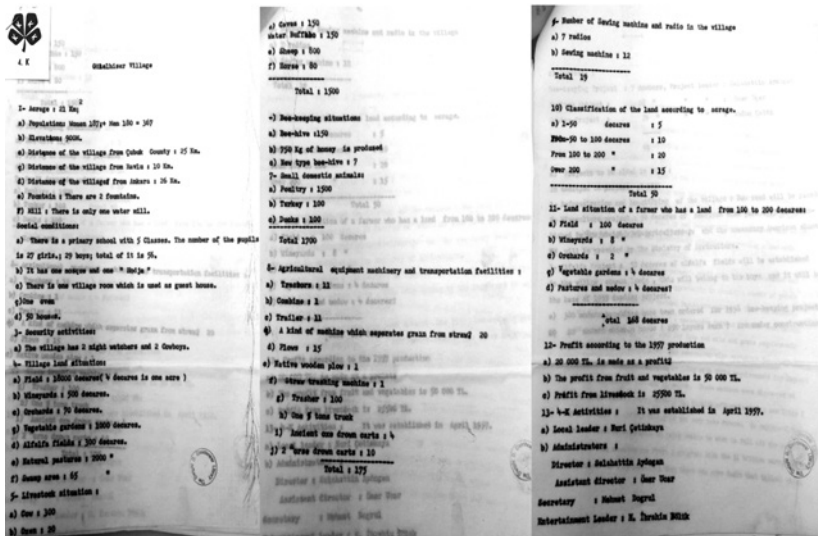 4. K
Gökelhisar Village
I- Acrage : 21 Km2
a) Population: Women 187;+ Men 180 = 367
b) Elevation: 900M.
c) Distance of the village from Çubuk County : 25 Km.
ç) Distance of the village from Ravlı : 10 Km.
d) Distance of the villaged from Ankara : 26 Km.
e) Fountain : There are 2 fountains.
f) Mill : There is only one water mill.
Social conditions:
a) There is a primary school with 5 Classes. The number of the pupils
is 27 girls,; 29 boys; total of it is 56.
b) It has one mosque and one " Hodja "
c) There is one village room which is used as guest house.
ç)One oven
d) 50 houses.
3- Security activities:
a) The village has 2 night watchers and 2 Cowboys.
4- Village land situation:
a) Field : 18000 decares( 4 decares is one acre )
b) Wineyards : 500 decares.
c) Orchards : 70 decares.
ç) Vegetable gardens : 1000 decares.
d) Alfalfa fields : 300 decares.
e) Natural pastures : 2000 "
f) Swamp area : 65 "
5- Livestock situation :
a) Cow : 300
b) Oxen : 20
: 150
Water Buffalo : 150
e) Sheep : 800
f) Horse : 80
Total : 1500
Bee-keeping situation:
a) Bee-hive :150
b) 750 Kg of honey is produced
c) New type bee-hive : 7
7- Small domestic animals:
a) Poultry : 1500
b) Turkey : 100
c) Ducks : 100
Total 1700
8- Agricultural equipment machinery and transportation facilities :
a) Tractors : 11
b) Combine : 1
c) Trailer : 11
ç) A kind of machine which seperates grain from straw? 20
d) Plows : 15
e) Native wooden plow : 1
f) Straw trashing machine : 1
g) Trasher : 100
h) One 5 tons truck
i) Ancient oxe drown carts : 4
j) 2 orse drown carts : 10
Total : 175
9- Number of Sewing machine and radio in the village
a) 7 radios
b) Sewing machine : 12
Total 19
10) Classification of the land according to acrage.
a) 1-50 decares : 5
From-50 to 100 decares : 10
From 100 to 200 " : 20
Over 200 " : 15
Total 50
11- Land situation of a farmer who has a land from 100 to 200 decares:
a) Field : 100 decares
b) Wineyards : 8 "
c) Orchards : 2 "
ç) Vegetable gardens : 4 decares
d) Pastures and medow : 4 decares?
otal 168 decares
12- Profit according to the 1957 production
a) 20 000 TL. is made as a profit?
b) The profit from fruit and vegetables is 50 000 TL.
c) Profit from livestock is 25500 TL.
13- 4-K Activities : It was established in April 1957.
a) Local leader : Nuri Çetinkaya
b) Administrators :
Director : Selahattin Aydogan
Assistant director : Ömer Ucar
Secretary : Mehmet Dogrul
Entertainment Leader : H. İbrahim Bölük